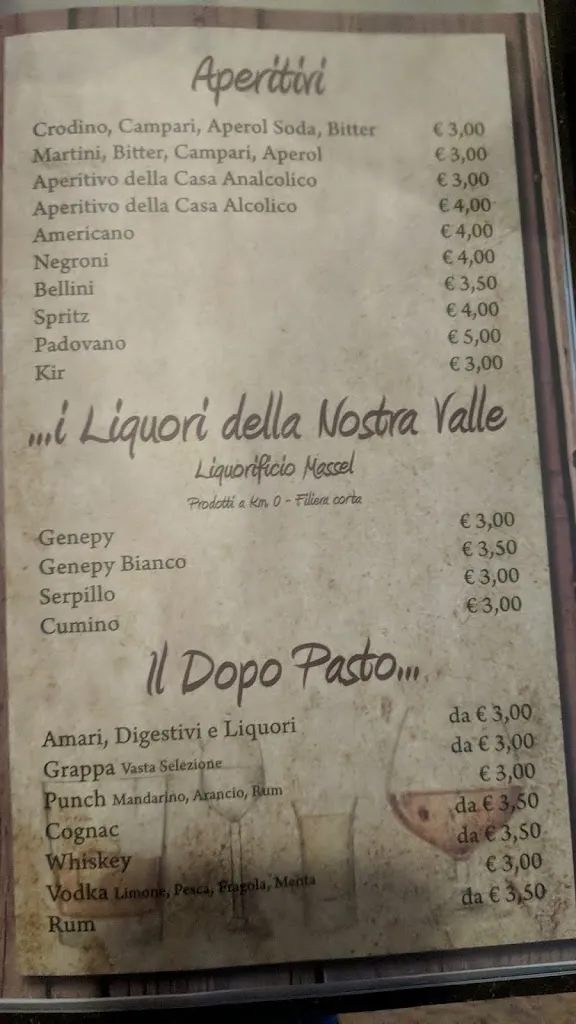 Aperitivi
Crodino, Campari, Aperol Soda, Bitter € 3,00
Martini, Bitter, Campari, Aperol € 3,00
Aperitivo della Casa Analcolico € 3,00
Aperitivo della Casa Alcolico € 4,00
Americano € 4,00
Negroni € 4,00
Bellini € 3,50
Spritz € 4,00
Padovano € 5,00
Kir € 3,00
...i Liquori della Nostra Valle
Liquorificio Massel
Prodotti a Km 0 - Filiera corta
Genepy € 3,00
Genepy Bianco € 3,50
Serpillo € 3,00
Cumino € 3,00
Il Dopo Pasto...
Amari, Digestivi e Liquori da € 3,00
Grappa Vasta Selezione da € 3,00
Punch Mandarino, Arancio, Rum € 3,00
Cognac da € 3,50
Whiskey da € 3,50
Vodka Limone, Pesca, Fragola, Menta € 3,00
Rum da € 3,50